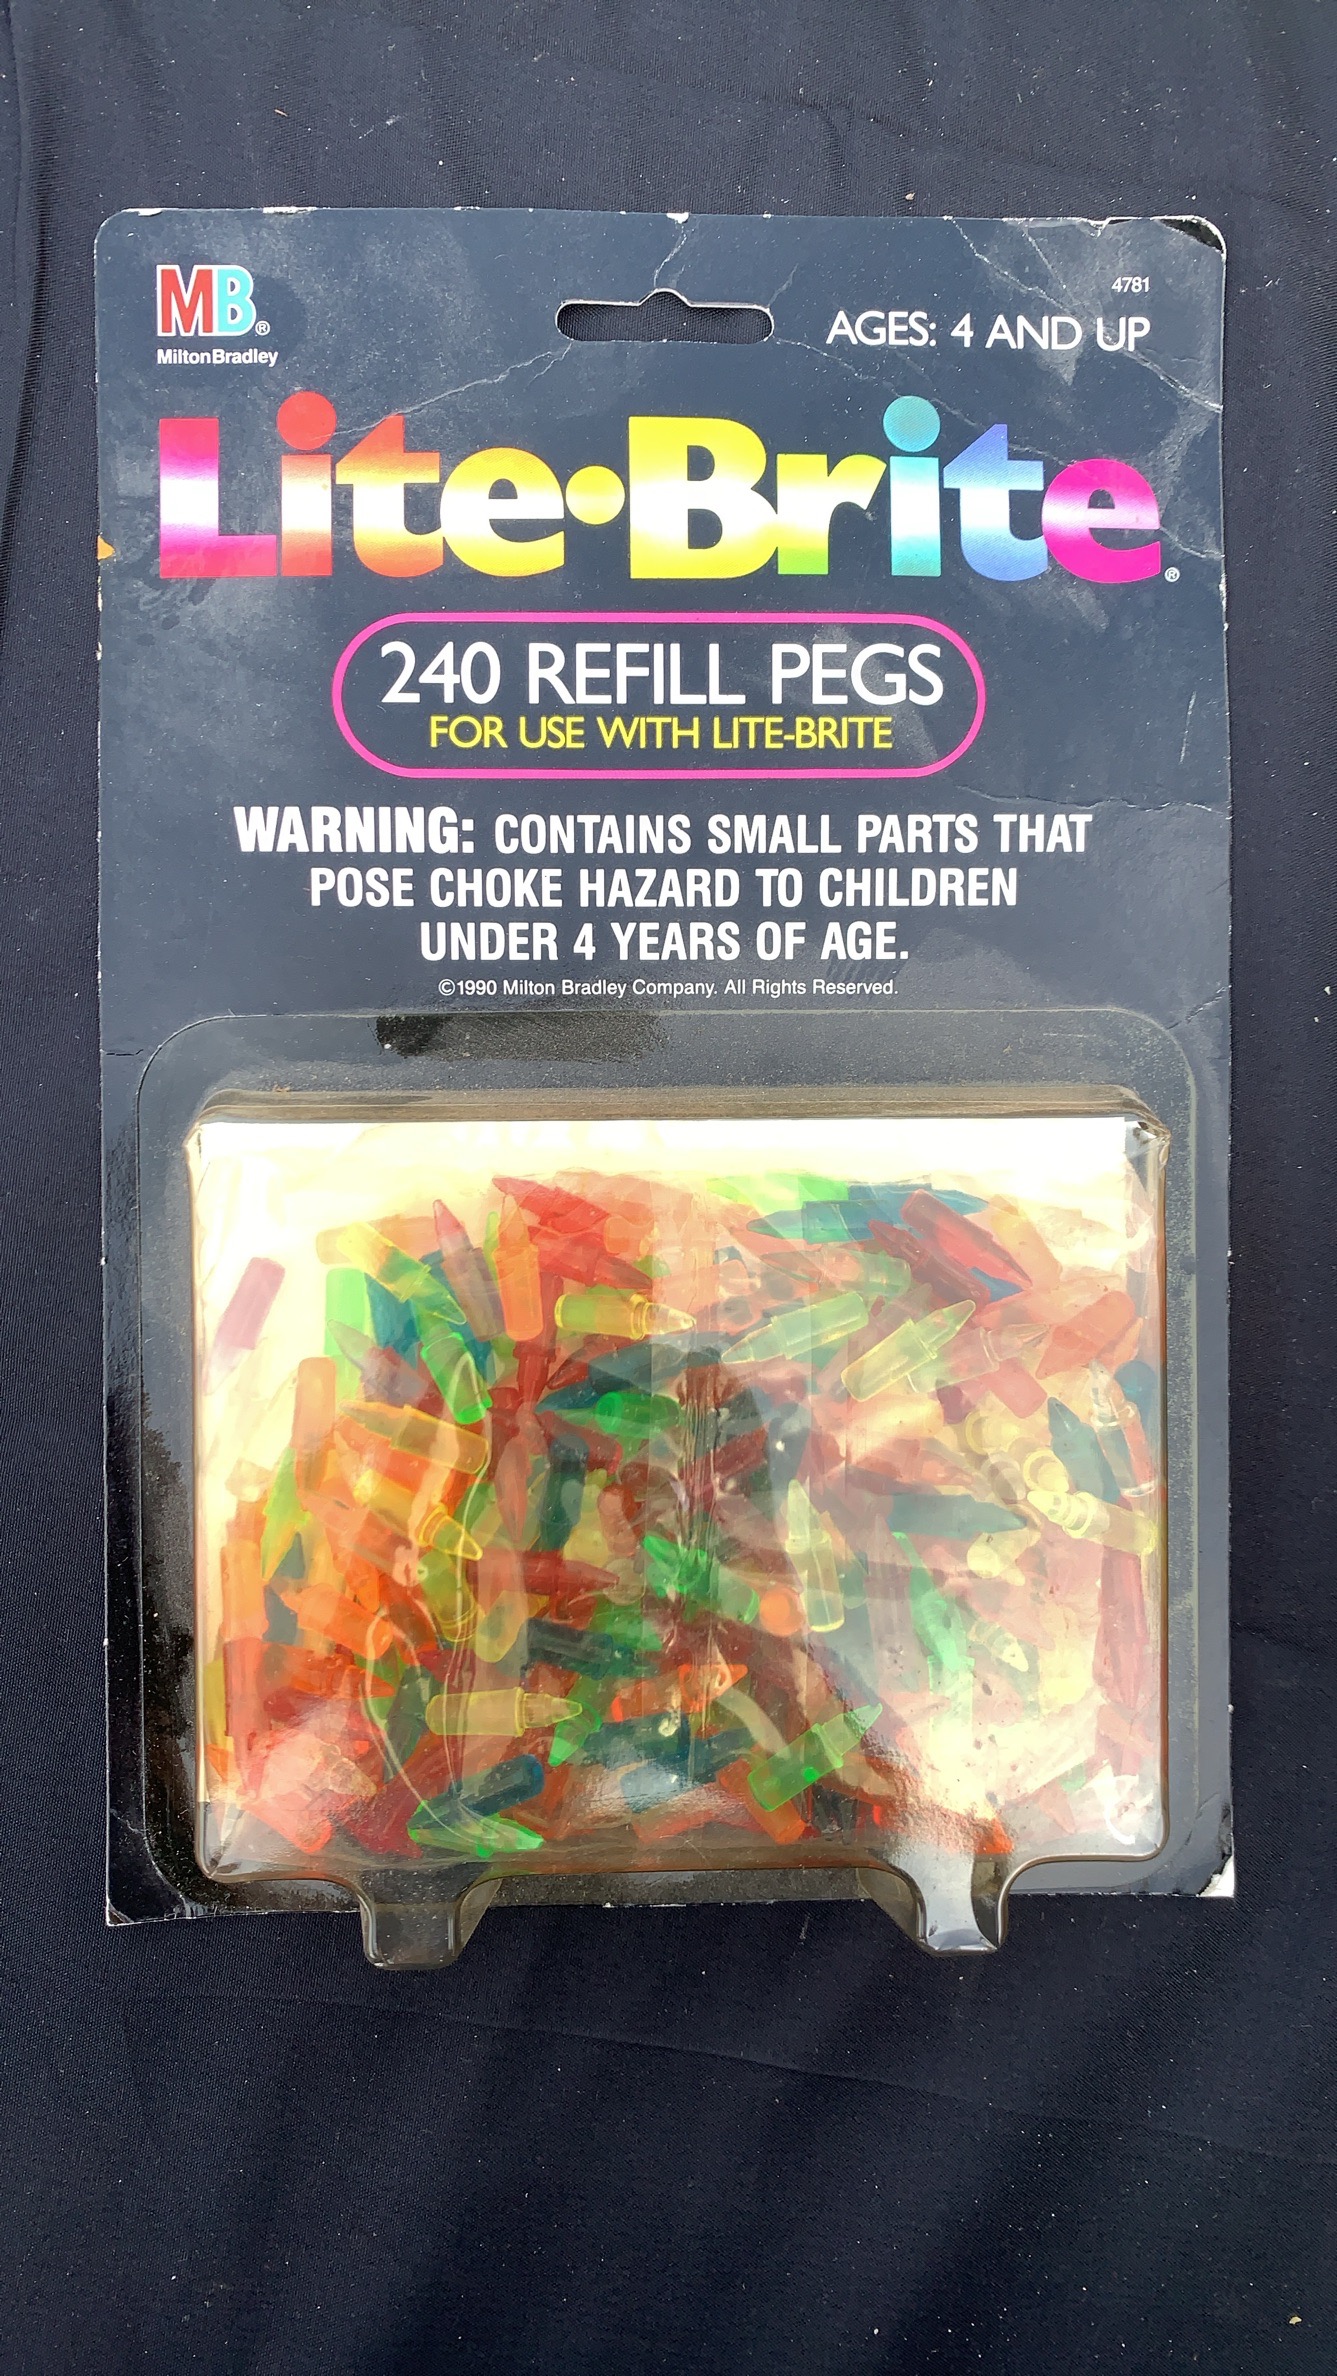 MB®
MiltonBradley
4781
AGES: 4 AND UP
Lite•Brite®
240 REFILL PEGS
FOR USE WITH LITE-BRITE
WARNING: CONTAINS SMALL PARTS THAT
POSE CHOKE HAZARD TO CHILDREN
UNDER 4 YEARS OF AGE.
©1990 Milton Bradley Company. All Rights Reserved.